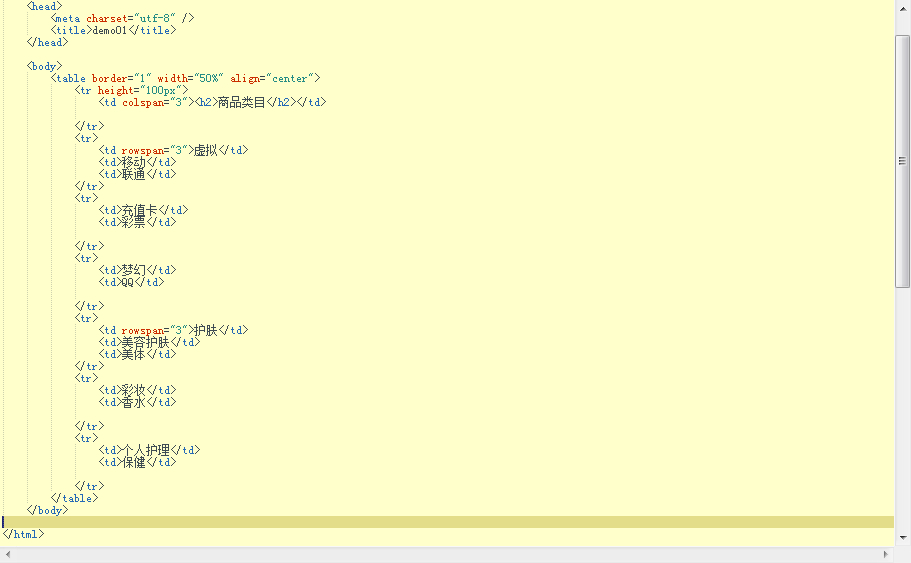 <head>
<meta charset="utf-8" />
<title>demo01</title>
</head>
<body>
<table border="1" width="50%" align="center">
<tr height="100px">
<td colspan="3"><h2>商品类目</h2></td>
</tr>
<tr>
<td rowspan="3">虚拟</td>
<td>移动</td>
<td>联通</td>
</tr>
<tr>
<td>充值卡</td>
<td>彩票</td>
</tr>
<tr>
<td>梦幻</td>
<td>QQ</td>
</tr>
<tr>
<td rowspan="3">护肤</td>
<td>美容护肤</td>
<td>美体</td>
</tr>
<tr>
<td>彩妆</td>
<td>香水</td>
</tr>
<tr>
<td>个人护理</td>
<td>保健</td>
</tr>
</table>
</body>
</html>